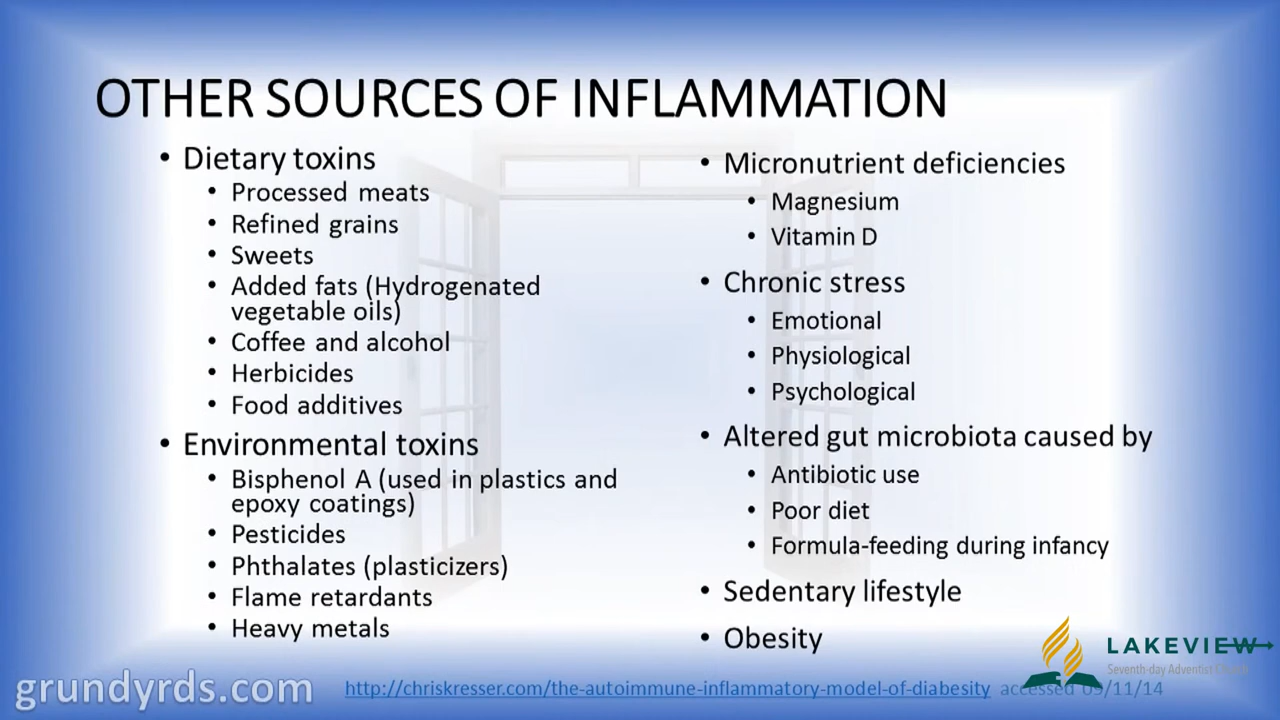 OTHER SOURCES OF INFLAMMATION
• Dietary toxins
• Processed meats
• Refined grains
• Sweets
• Added fats (Hydrogenated
vegetable oils)
• Coffee and alcohol
• Herbicides
• Food additives
• Environmental toxins
• Bisphenol A (used in plastics and
epoxy coatings)
• Pesticides
• Phthalates (plasticizers)
• Flame retardants
• Heavy metals
• Micronutrient deficiencies
• Magnesium
• Vitamin D
• Chronic stress
• Emotional
• Physiological
• Psychological
• Altered gut microbiota caused by
• Antibiotic use
• Poor diet
• Formula-feeding during infancy
• Sedentary lifestyle
• Obesity
LAKEVIEW
Seventh-day Adventist Church
grundyrds.com
http://chriskresser.com/the-autoimmune-inflammatory-model-of-diabesity accessed 09/11/14